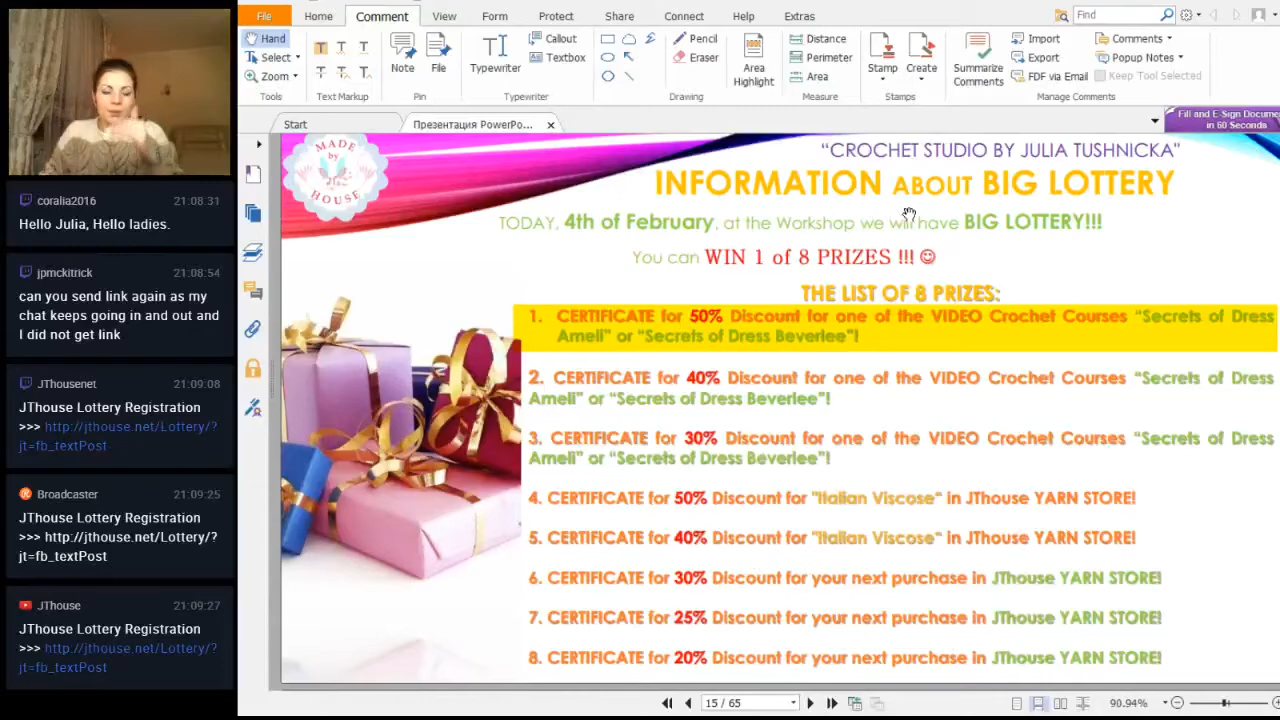 File Home Comment View Form Protect Share Connect Help Extras Find
Hand
Select
Zoom
Tools
Text Markup
Note
File
Pin
Typewriter
Callout
Textbox
Typewriter
Pencil
Eraser
Drawing
Area
Highlight
Distance
Perimeter
Area
Measure
Stamp
Create
Stamps
Summarize
Comments
Import
Export
FDF via Email
Comments
Popup Notes
Keep Tool Selected
Manage Comments
Start
Презентация PowerPo...
Fill and E-Sign Docume
in 60 Seconds
coralia2016 21:08:31
Hello Julia, Hello ladies.
jpmckitrick 21:08:54
can you send link again as my
chat keeps going in and out and
I did not get link
JThousenet 21:09:08
JThouse Lottery Registration
>>> http://jthouse.net/Lottery/?
jt=fb_textPost
Broadcaster 21:09:25
JThouse Lottery Registration
>>> http://jthouse.net/Lottery/?
jt=fb_textPost
JThouse 21:09:27
JThouse Lottery Registration
>>> http://jthouse.net/Lottery/?
jt=fb_textPost
MADE
by
HOUSE
“CROCHET STUDIO BY JULIA TUSHNICKA”
INFORMATION ABOUT BIG LOTTERY
TODAY, 4th of February, at the Workshop we will have BIG LOTTERY!!!
You can WIN 1 of 8 PRIZES !!! ☺
THE LIST OF 8 PRIZES:
1. CERTIFICATE for 50% Discount for one of the VIDEO Crochet Courses “Secrets of Dress
Ameli” or “Secrets of Dress Beverlee”!
2. CERTIFICATE for 40% Discount for one of the VIDEO Crochet Courses “Secrets of Dress
Ameli” or “Secrets of Dress Beverlee”!
3. CERTIFICATE for 30% Discount for one of the VIDEO Crochet Courses “Secrets of Dress
Ameli” or “Secrets of Dress Beverlee”!
4. CERTIFICATE for 50% Discount for "Italian Viscose" in JThouse YARN STORE!
5. CERTIFICATE for 40% Discount for "Italian Viscose" in JThouse YARN STORE!
6. CERTIFICATE for 30% Discount for your next purchase in JThouse YARN STORE!
7. CERTIFICATE for 25% Discount for your next purchase in JThouse YARN STORE!
8. CERTIFICATE for 20% Discount for your next purchase in JThouse YARN STORE!
15 / 65
90.94%